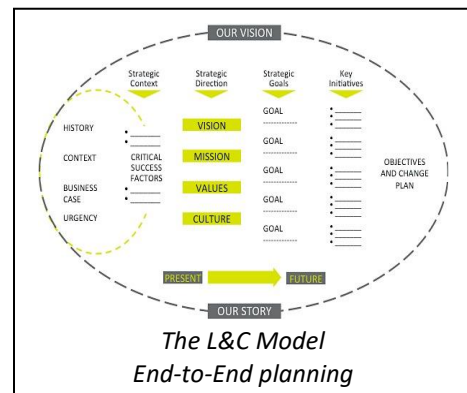 OUR VISION
Strategic Context
Strategic Direction
Strategic Goals
Key Initiatives
HISTORY
CONTEXT
BUSINESS CASE
URGENCY
CRITICAL SUCCESS FACTORS
VISION
MISSION
VALUES
CULTURE
GOAL
GOAL
GOAL
GOAL
GOAL
OBJECTIVES AND CHANGE PLAN
PRESENT
FUTURE
OUR STORY
The L&C Model
End-to-End planning